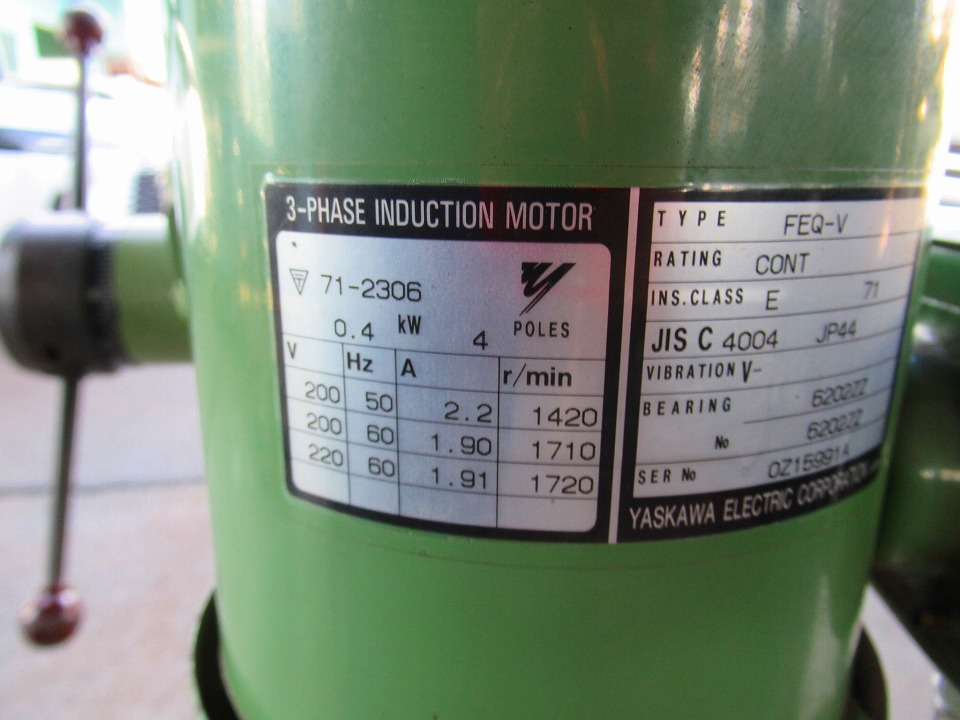 3-PHASE INDUCTION MOTOR
71-2306
0.4 kW 4 POLES
V Hz A r/min
200 50 2.2 1420
200 60 1.90 1710
220 60 1.91 1720
TYPE FEQ-V
RATING CONT
INS.CLASS E 71
JIS C 4004 JP44
VIBRATION V-
BEARING 6202ZZ
No 6202ZZ
SER No OZ15991A
YASKAWA ELECTRIC CORPORATION